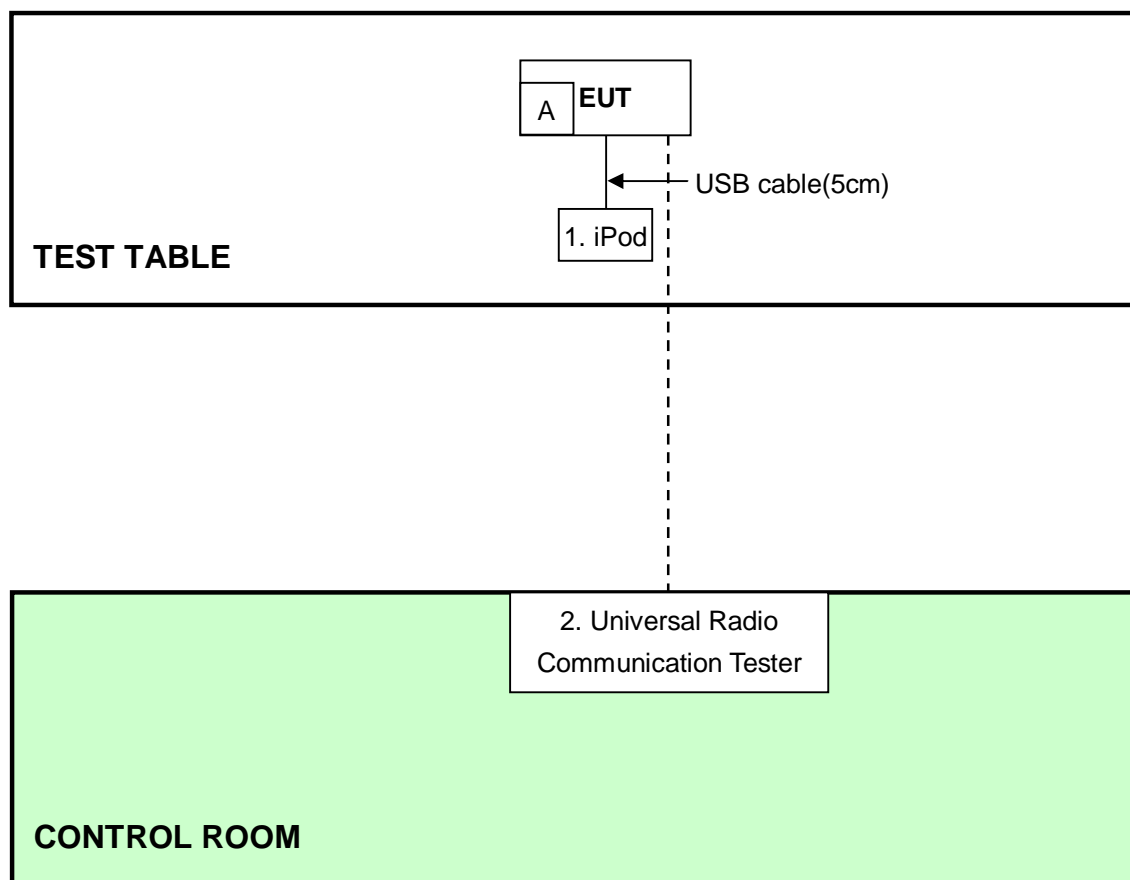 EUT
A
USB cable(5cm)
1. iPod
TEST TABLE
2. Universal Radio
Communication Tester
CONTROL ROOM